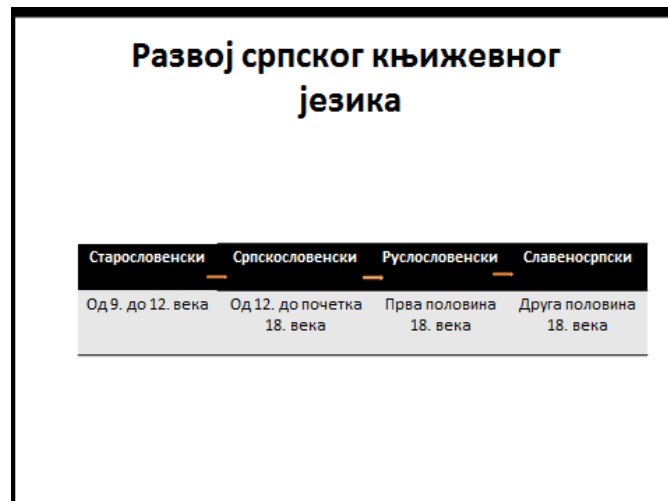 Развој српског књижевног
језика
Старословенски Српскословенски Руслословенски Славеносрпски
Од 9. до 12. века Од 12. до почетка Прва половина Друга половина
18. века 18. века 18. века